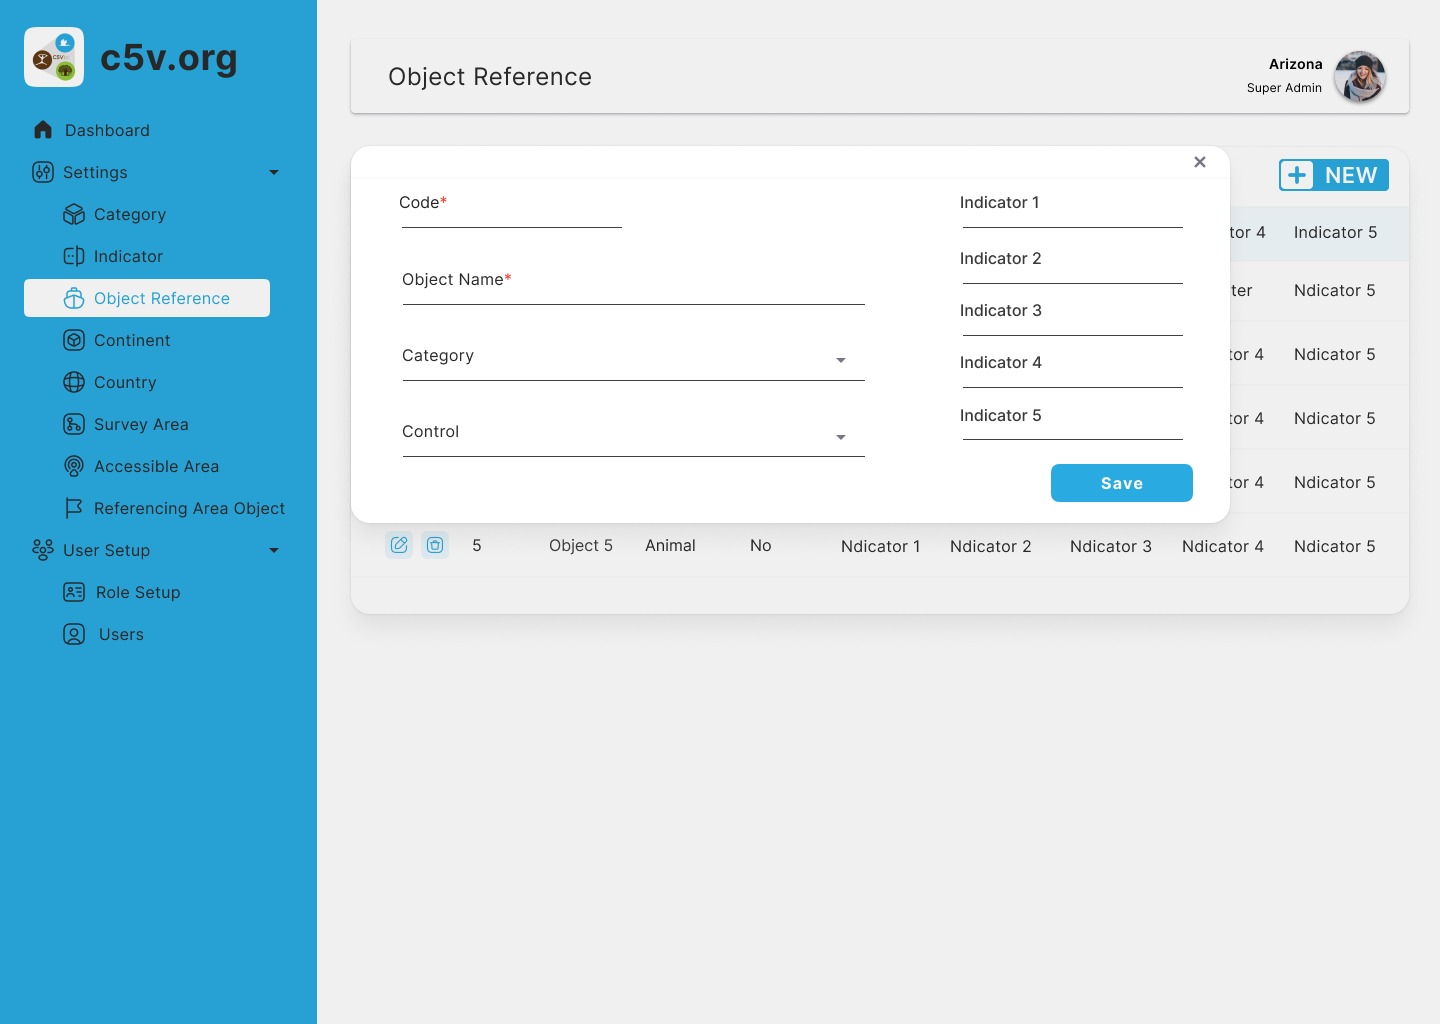 c5v.org
Dashboard
Settings
Category
Indicator
Object Reference
Continent
Country
Survey Area
Accessible Area
Referencing Area Object
User Setup
Role Setup
Users
Object Reference
Arizona
Super Admin
NEW
Code*
Object Name*
Category
Control
Indicator 1
Indicator 2
Indicator 3
Indicator 4
Indicator 5
Save
tor 4 Indicator 5
ter Ndicator 5
tor 4 Ndicator 5
tor 4 Ndicator 5
tor 4 Ndicator 5
5 Object 5 Animal No Ndicator 1 Ndicator 2 Ndicator 3 Ndicator 4 Ndicator 5